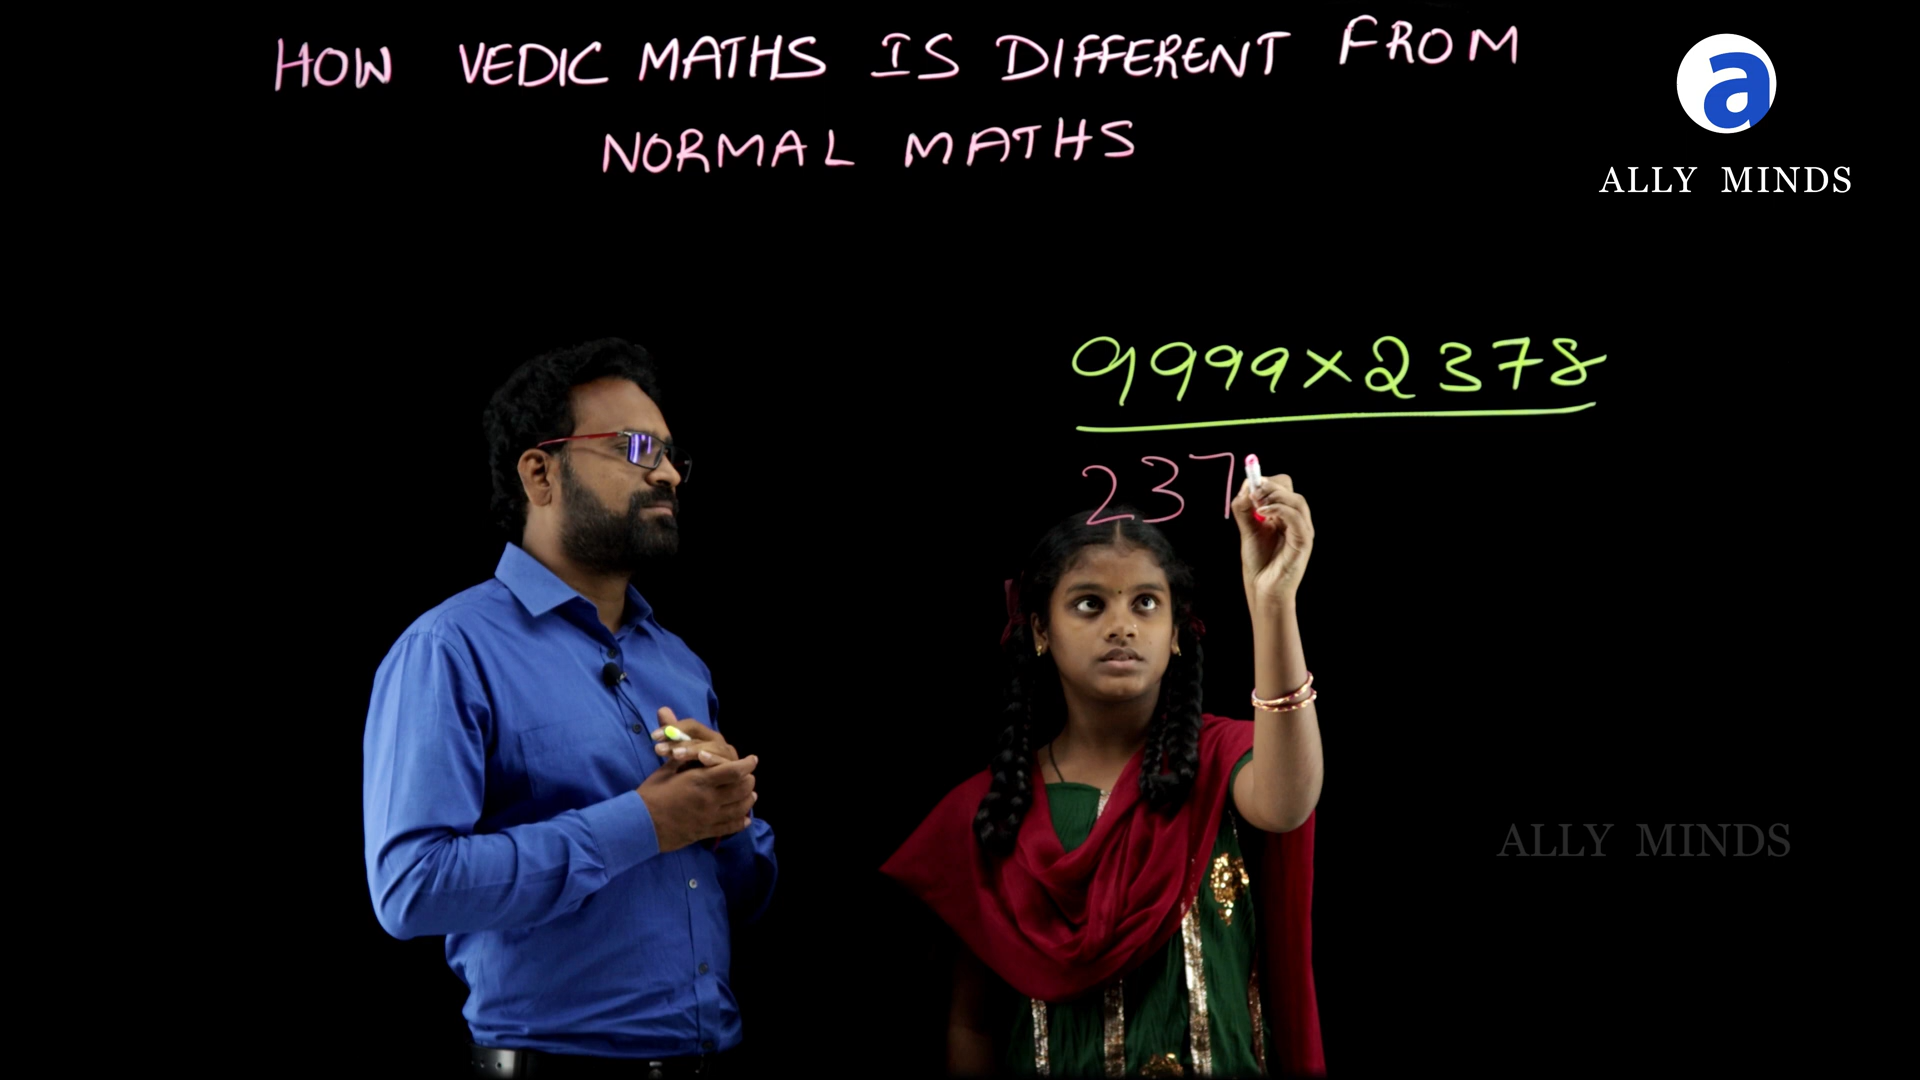 HOW VEDIC MATHS IS DIFFERENT FROM
NORMAL MATHS
a
ALLY MINDS
9999×2378
237
ALLY MINDS